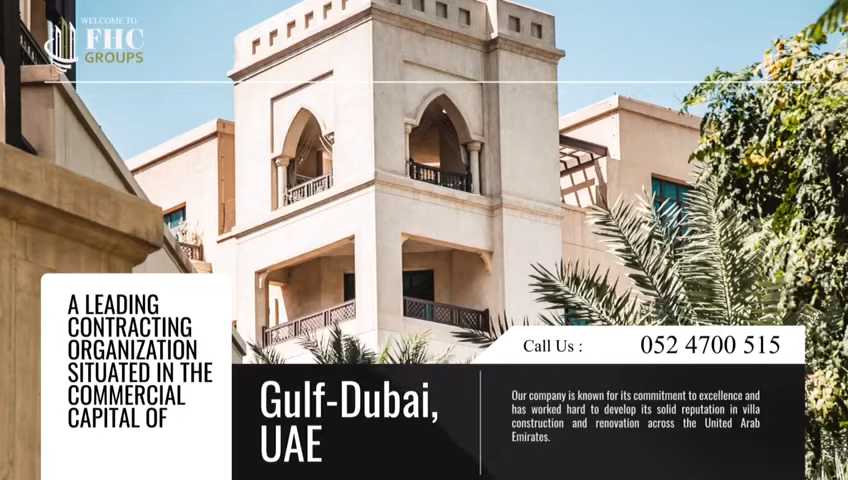 WELCOME TO
FHC
GROUPS
A LEADING
CONTRACTING
ORGANIZATION
SITUATED IN THE
COMMERCIAL
CAPITAL OF
Gulf-Dubai,
UAE
Call Us : 052 4700 515
Our company is known for its commitment to excellence and
has worked hard to develop its solid reputation in villa
construction and renovation across the United Arab
Emirates.